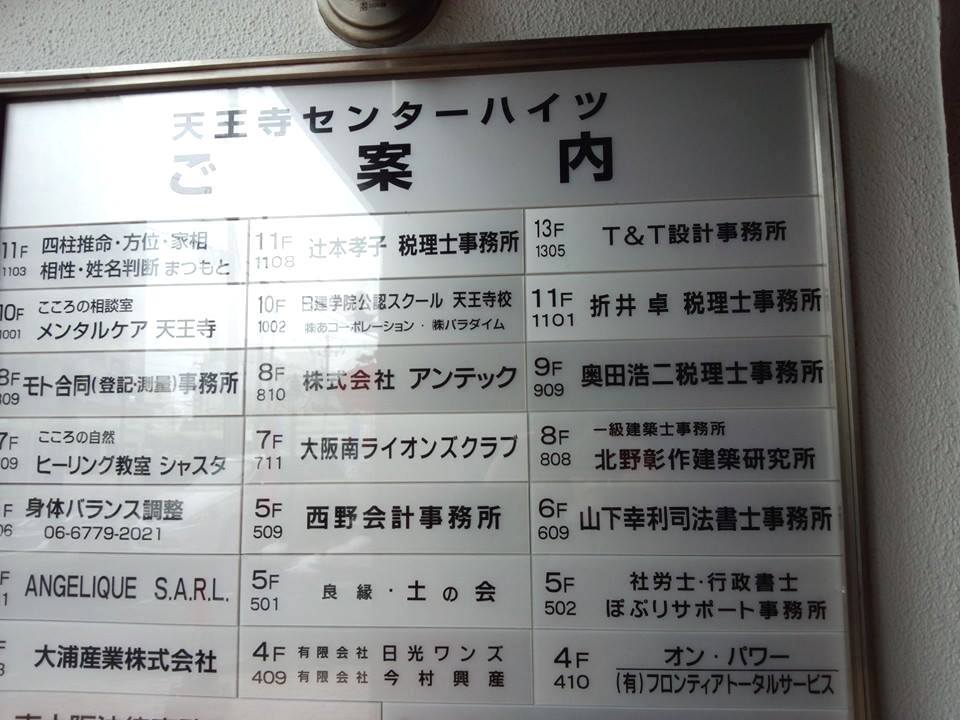 天王寺センターハイツ
ご案内
11F 四柱推命・方位・家相
1103 相性・姓名判断 まつもと
11F 1108 辻本孝子 税理士事務所
13F 1305 T&T設計事務所
10F こころの相談室
1001 メンタルケア 天王寺
10F 日建学院公認スクール 天王寺校
1002 ㈱あコーポレーション・㈱パラダイム
11F 1101 折井 卓 税理士事務所
8F 809 モト合同(登記・測量)事務所
8F 810 株式会社 アンテック
9F 909 奥田浩二税理士事務所
7F こころの自然
09 ヒーリング教室 シャスタ
7F 711 大阪南ライオンズクラブ
8F 一級建築士事務所
808 北野彰作建築研究所
F 身体バランス調整
06 06-6779-2021
5F 509 西野会計事務所
6F 609 山下幸利司法書士事務所
F 1 ANGELIQUE S.A.R.L.
5F 501 良縁・土の会
5F 社労士・行政書士
502 ぽぷりサポート事務所
F 大浦産業株式会社
4F 有限会社 日光ワンズ
409 有限会社 今村興産
4F オン・パワー
410 (有)フロンティアトータルサービス